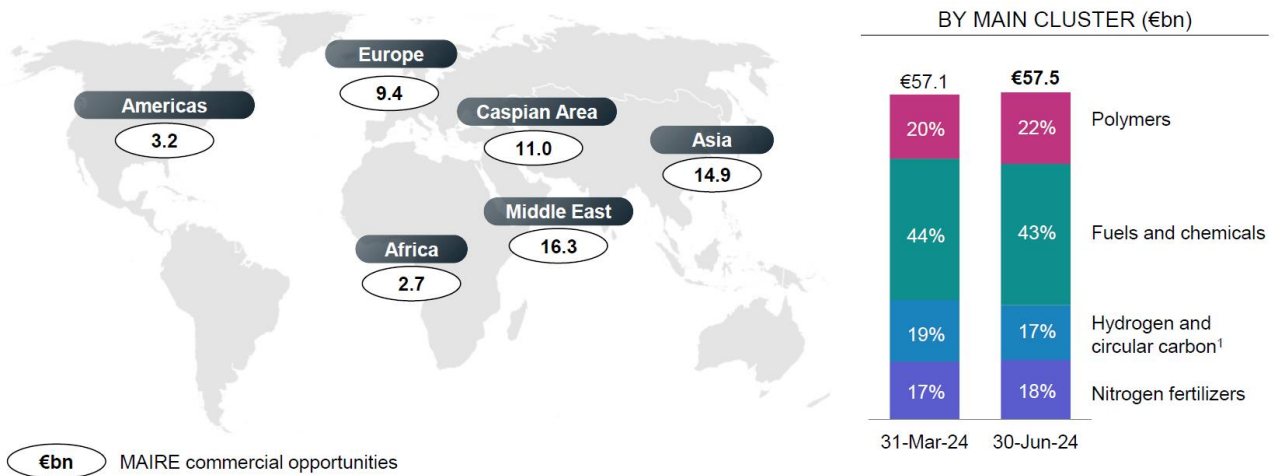 BY MAIN CLUSTER (€bn)
Europe
9.4
Americas
3.2
Caspian Area
11.0
Asia
14.9
Middle East
16.3
Africa
2.7
€bn MAIRE commercial opportunities
€57.1 €57.5
20% 22% Polymers
44% 43% Fuels and chemicals
19% 17% Hydrogen and
circular carbon¹
17% 18% Nitrogen fertilizers
31-Mar-24 30-Jun-24